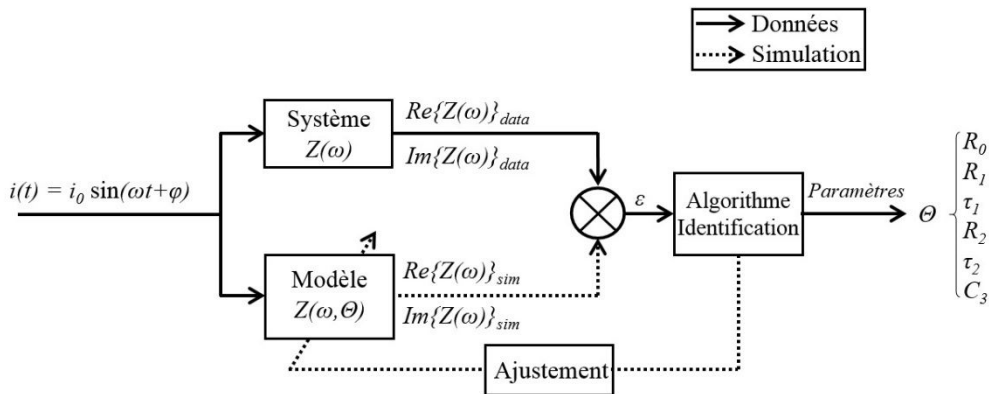 Données
Simulation
Système
Z(ω)
Re{Z(ω)}data
Im{Z(ω)}data
i(t) = i0 sin(ωt+φ)
ε
Algorithme
Identification
Paramètres
Θ
R0
R1
τ1
R2
τ2
C3
Modèle
Z(ω,Θ)
Re{Z(ω)}sim
Im{Z(ω)}sim
Ajustement